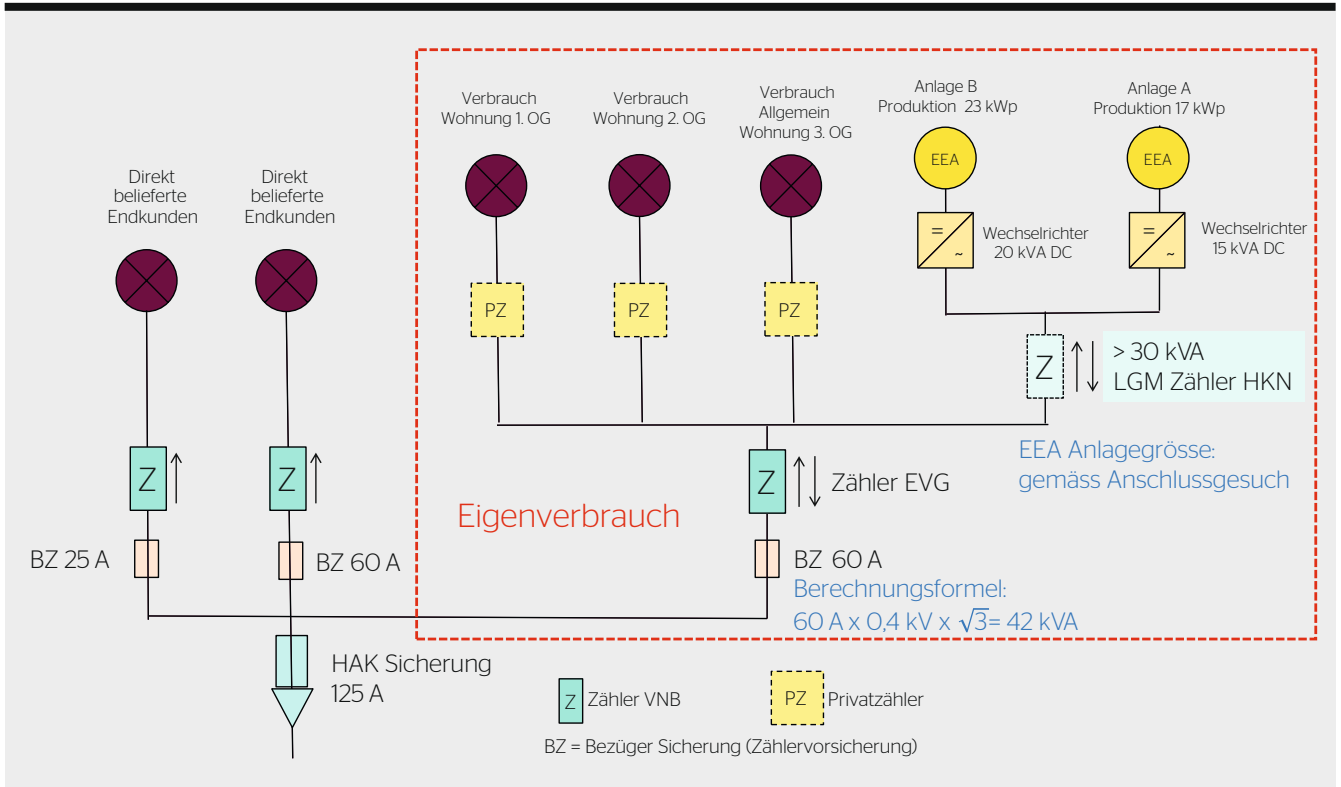 Verbrauch
Wohnung 1. OG
Verbrauch
Wohnung 2. OG
Verbrauch
Allgemein
Wohnung 3. OG
Anlage B
Produktion 23 kWp
Anlage A
Produktion 17 kWp
EEA
EEA
Direkt
belieferte
Endkunden
Direkt
belieferte
Endkunden
=
~
Wechselrichter
20 kVA DC
=
~
Wechselrichter
15 kVA DC
PZ
PZ
PZ
Z
> 30 kVA
LGM Zähler HKN
EEA Anlagegrösse:
gemäss Anschlussgesuch
Z
Z
Z
Zähler EVG
Eigenverbrauch
BZ 25 A
BZ 60 A
BZ 60 A
Berechnungsformel:
60 A x 0,4 kV x √3= 42 kVA
HAK Sicherung
125 A
Z
Zähler VNB
PZ
Privatzähler
BZ = Bezüger Sicherung (Zählervorsicherung)